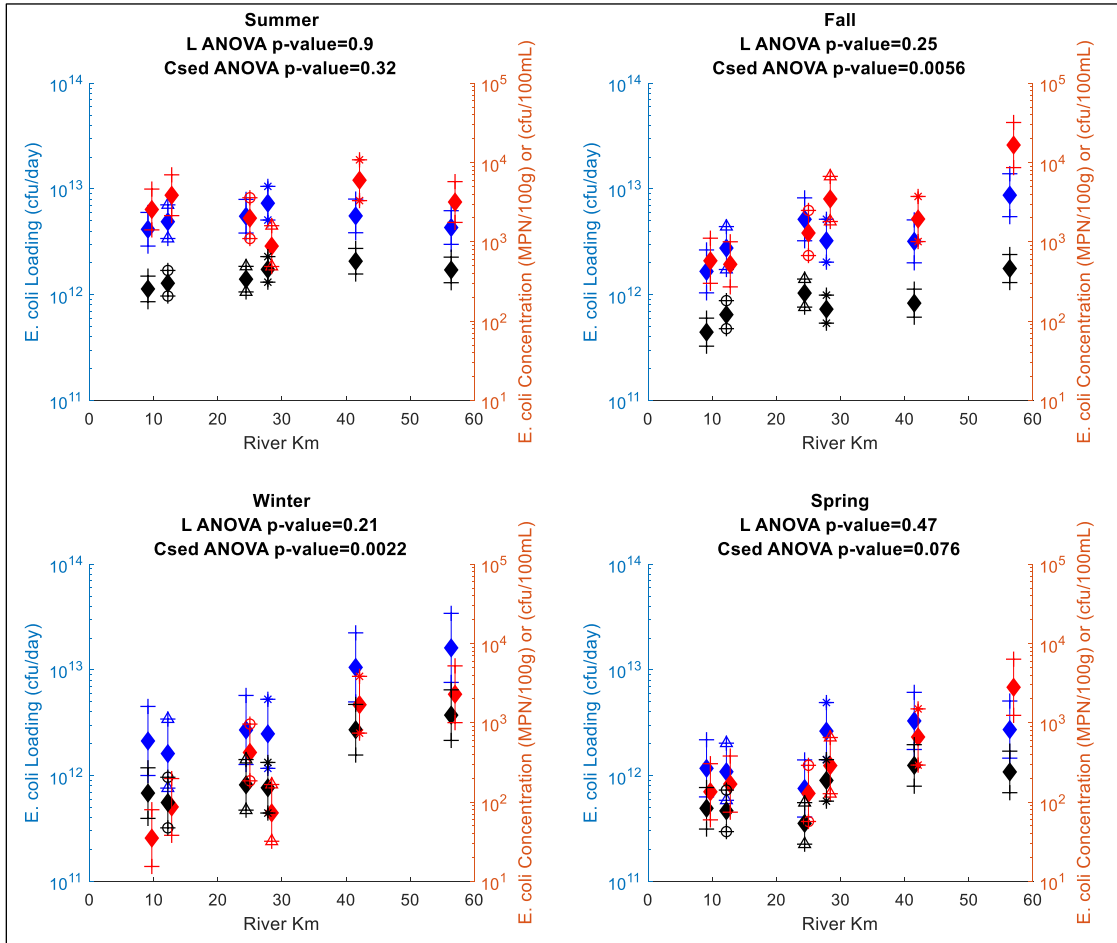 Summer
L ANOVA p-value=0.9
Csed ANOVA p-value=0.32
E. coli Loading (cfu/day)
10^14
10^13
10^12
10^11
0 10 20 30 40 50 60
River Km
10^5
10^4
10^3
10^2
10^1
E. coli Concentration (MPN/100g) or (cfu/100mL)
Fall
L ANOVA p-value=0.25
Csed ANOVA p-value=0.0056
E. coli Loading (cfu/day)
10^14
10^13
10^12
10^11
0 10 20 30 40 50 60
River Km
10^5
10^4
10^3
10^2
10^1
E. coli Concentration (MPN/100g) or (cfu/100mL)
Winter
L ANOVA p-value=0.21
Csed ANOVA p-value=0.0022
E. coli Loading (cfu/day)
10^14
10^13
10^12
10^11
0 10 20 30 40 50 60
River Km
10^5
10^4
10^3
10^2
10^1
E. coli Concentration (MPN/100g) or (cfu/100mL)
Spring
L ANOVA p-value=0.47
Csed ANOVA p-value=0.076
E. coli Loading (cfu/day)
10^14
10^13
10^12
10^11
0 10 20 30 40 50 60
River Km
10^5
10^4
10^3
10^2
10^1
E. coli Concentration (MPN/100g) or (cfu/100mL)